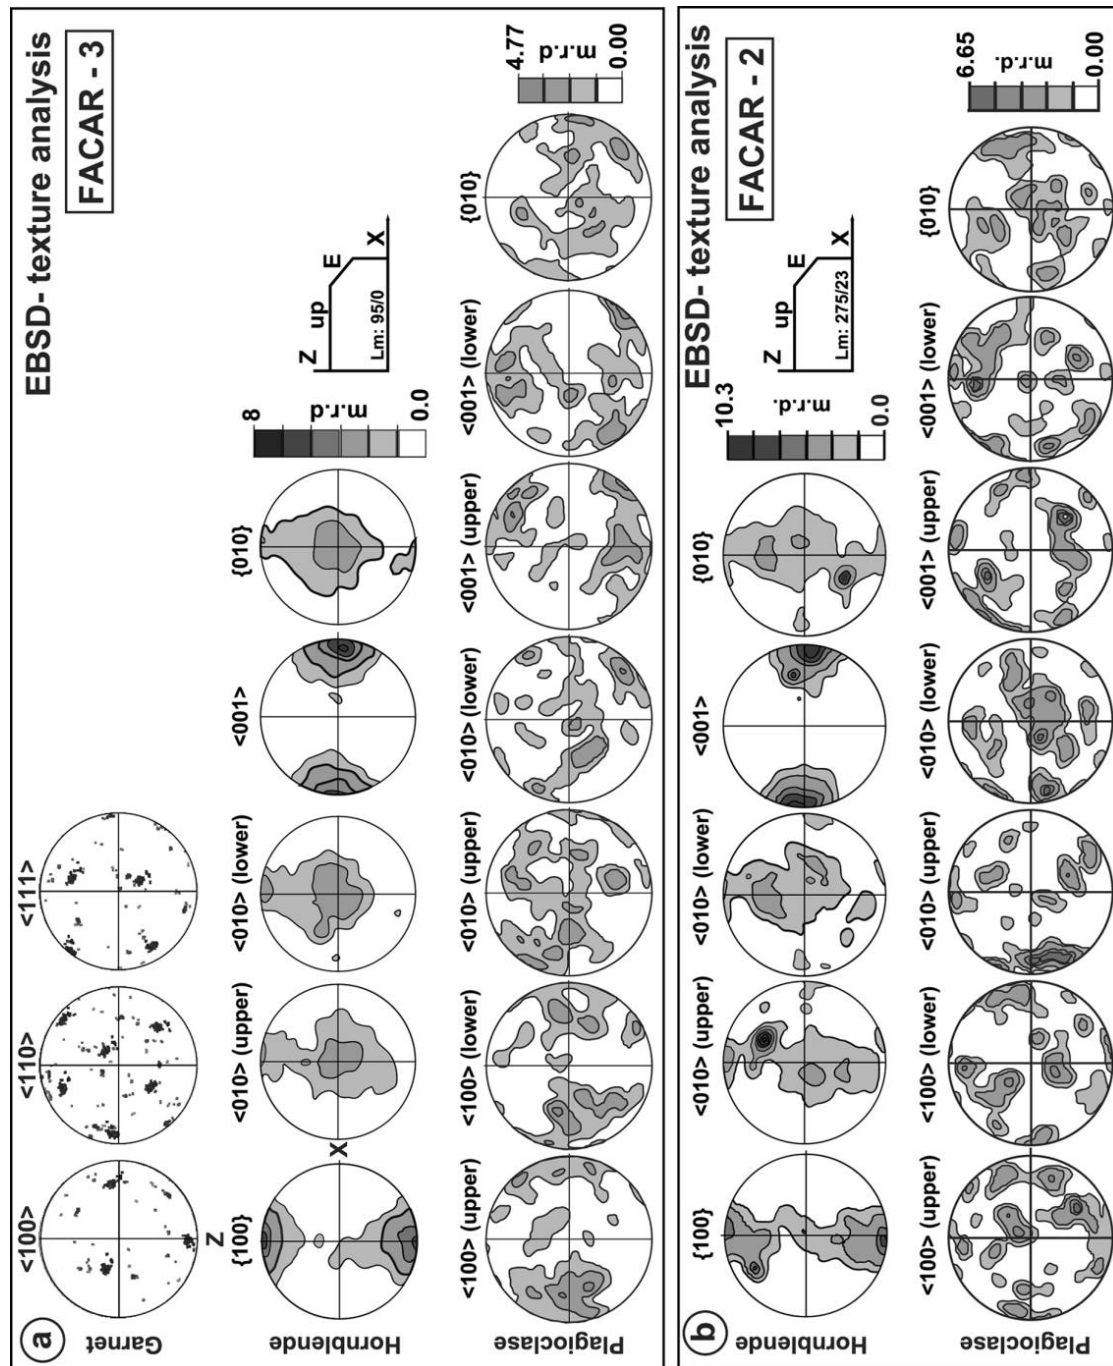 a
EBSD- texture analysis
FACAR - 3
Garnet
<100>
<110>
<111>
Hornblende
Z
X
{100}
<010> (upper)
<010> (lower)
<001>
{010}
8
m.r.d
0.0
Z up E X
Lm: 95/0
Plagioclase
<100> (upper)
<100> (lower)
<010> (upper)
<010> (lower)
<001> (upper)
<001> (lower)
{010}
4.77
m.r.d
0.00
b
EBSD- texture analysis
FACAR - 2
Hornblende
{100}
<010> (upper)
<010> (lower)
<001>
{010}
10.3
m.r.d.
0.0
Z up E X
Lm: 275/23
Plagioclase
<100> (upper)
<100> (lower)
<010> (upper)
<010> (lower)
<001> (upper)
<001> (lower)
{010}
6.65
m.r.d.
0.00